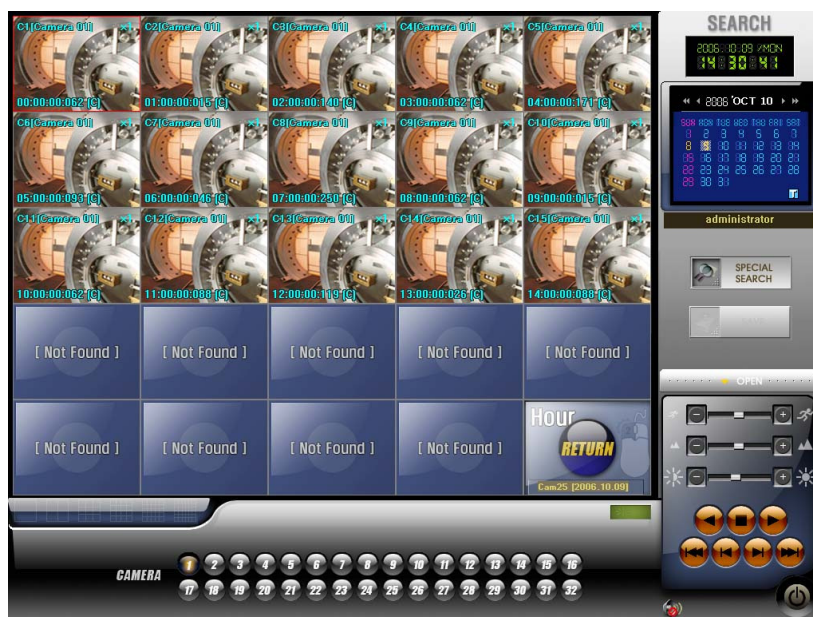 C1[Camera 01]
C2[Camera 01]
C3[Camera 01]
C4[Camera 01]
C5[Camera 01]
00:00:00:062 [C]
01:00:00:015 [C]
02:00:00:140 [C]
03:00:00:062 [C]
04:00:00:171 [C]
C6[Camera 01]
C7[Camera 01]
C8[Camera 01]
C9[Camera 01]
C10[Camera 01]
05:00:00:093 [C]
06:00:00:046 [C]
07:00:00:250 [C]
08:00:00:062 [C]
09:00:00:015 [C]
C11[Camera 01]
C12[Camera 01]
C13[Camera 01]
C14[Camera 01]
C15[Camera 01]
10:00:00:062 [C]
11:00:00:088 [C]
12:00:00:119 [C]
13:00:00:026 [C]
14:00:00:088 [C]
[ Not Found ]
[ Not Found ]
[ Not Found ]
[ Not Found ]
[ Not Found ]
[ Not Found ]
[ Not Found ]
[ Not Found ]
[ Not Found ]
Hour
RETURN
Cam25 [2006.10.09]
SEARCH
2006.10.09 /MON
14:30:41
2006 'OCT 10
SUN MON TUE WED THU FRI SAT
1 2 3 4 5 6 7
8 9 10 11 12 13 14
15 16 17 18 19 20 21
22 23 24 25 26 27 28
29 30 31
administrator
SPECIAL
SEARCH
OPEN
CAMERA
1 2 3 4 5 6 7 8 9 10 11 12 13 14 15 16
17 18 19 20 21 22 23 24 25 26 27 28 29 30 31 32